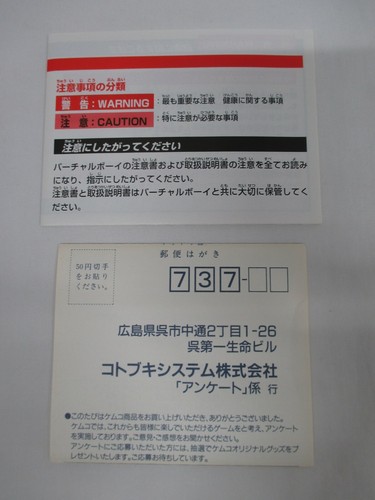 注意事項の分類
警告：WARNING ：最も重要な注意 健康に関する事項
注意：CAUTION ：特に注意が必要な事項
注意にしたがってください
バーチャルボーイの注意書および取扱説明書の注意を全てお読み
になり、指示にしたがってください。
注意書と取扱説明書はバーチャルボーイと共に大切に保管してく
ださい。
郵便はがき
50円切手
をお貼り
ください。
737-
広島県呉市中通2丁目1-26
呉第一生命ビル
コトブキシステム株式会社
「アンケート」係 行
●このたびはケムコ商品をお買い上げいただき、ありがとうございました。
ケムコでは、これからも皆様に楽しでいただけるゲームをと考え、アンケート
を実施しております。ご意見・ご感想をお聞かせください。
アンケートにご応募いただいた方には、抽選でケムコオリジナルグッズをプ
レゼントいたします。ご応募お待ちしています。